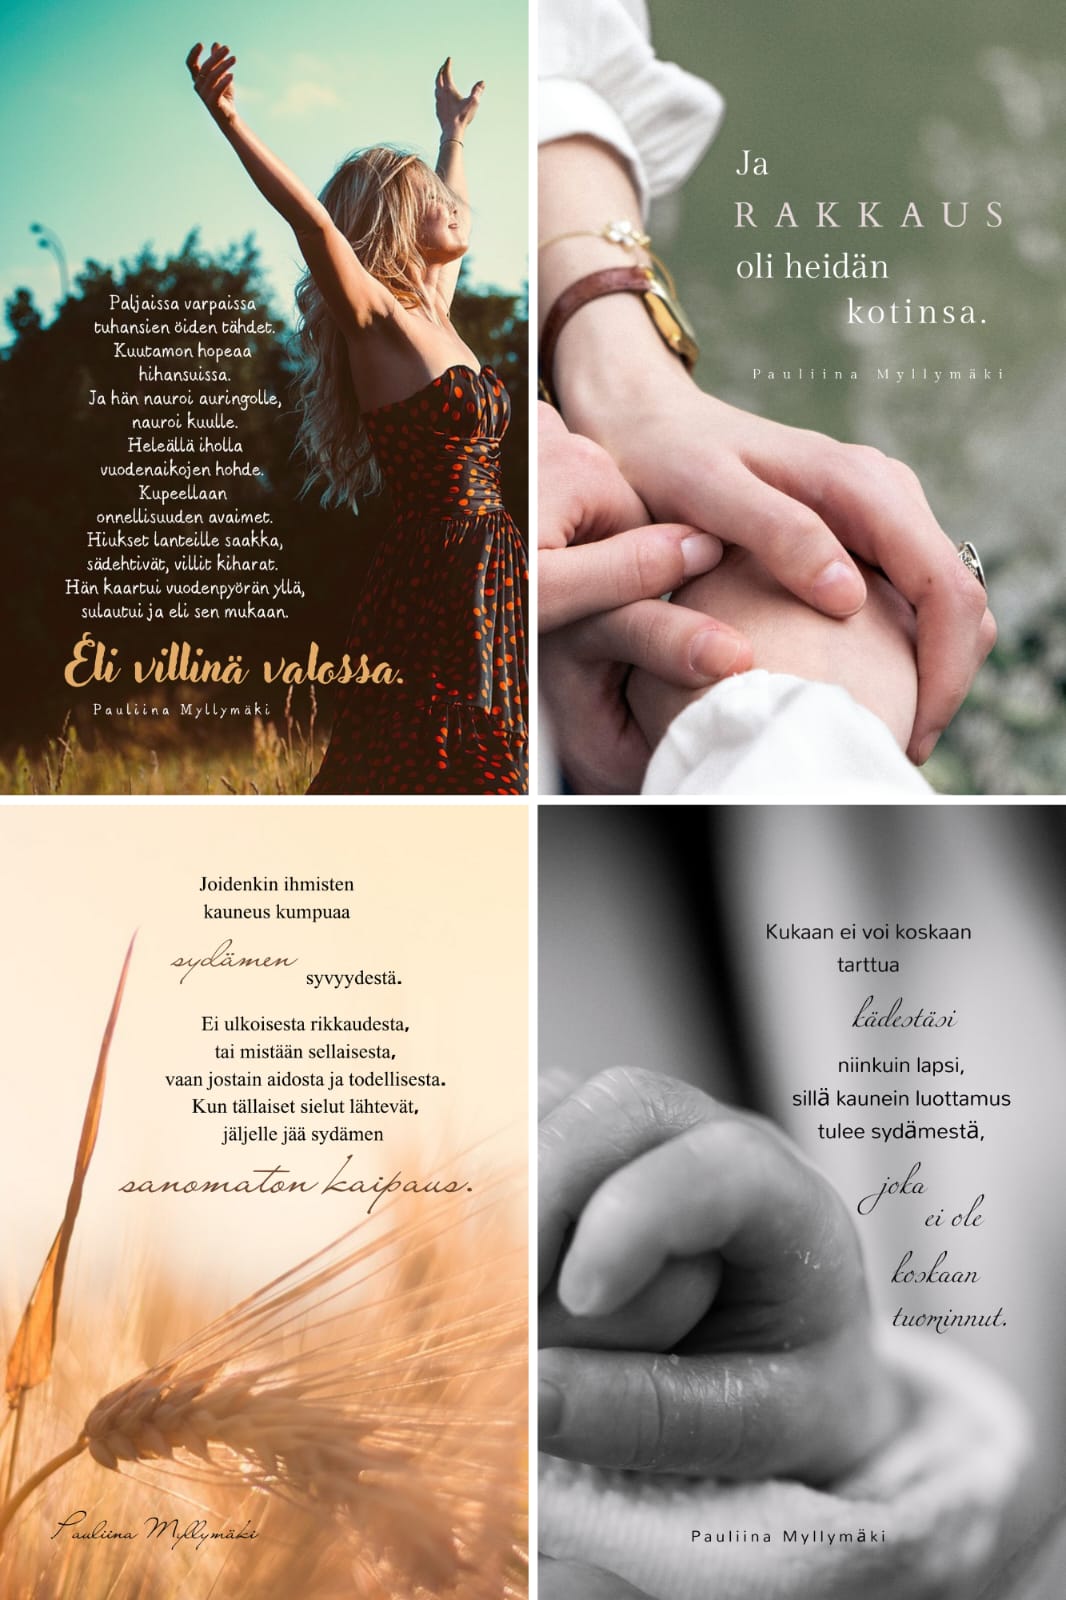 Paljaissa varpaissa
tuhansien öiden tähdet.
Kuutamon hopeaa
hihansuissa.
Ja hän nauroi auringolle,
nauroi kuulle.
Heleällä iholla
vuodenaikojen hohde.
Kupeellaan
onnellisuuden avaimet.
Hiukset lanteille saakka,
sädehtivät, villit kiharat.
Hän kaartui vuodenpyörän yllä,
sulautui ja eli sen mukaan.
Eli villinä valossa.
Pauliina Myllymäki
Ja
RAKKAUS
oli heidän
kotinsa.
Pauliina Myllymäki
Joidenkin ihmisten
kauneus kumpuaa
sydämen
syvyydestä.
Ei ulkoisesta rikkaudesta,
tai mistään sellaisesta,
vaan jostain aidosta ja todellisesta.
Kun tällaiset sielut lähtevät,
jäljelle jää sydämen
sanomaton kaipaus.
Pauliina Myllymäki
Kukaan ei voi koskaan
tarttua
kädestäsi
niinkuin lapsi,
sillä kaunein luottamus
tulee sydämestä,
joka
ei ole
koskaan
tuominnut.
Pauliina Myllymäki